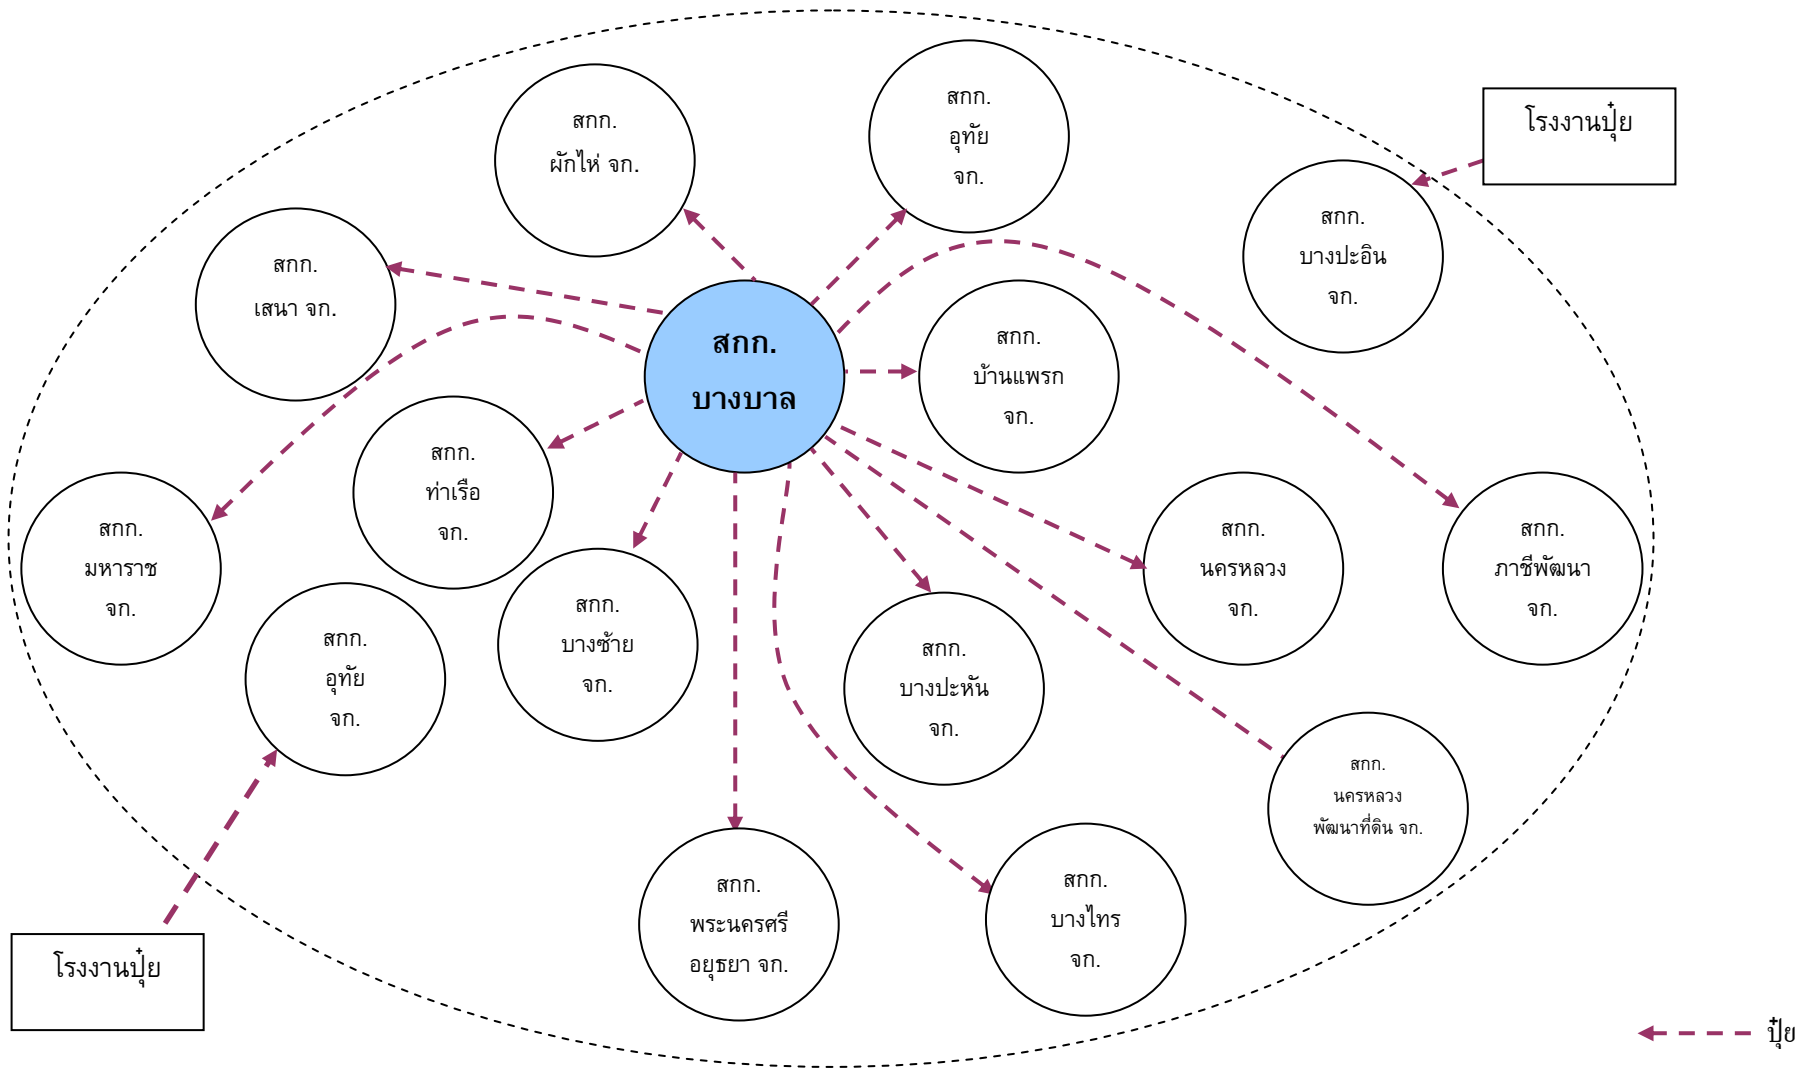 สกก.
อุทัย
จก.
สกก.
ผักไห่ จก.
โรงงานปุ๋ย
สกก.
บางปะอิน
จก.
สกก.
เสนา จก.
สกก.
บางบาล
สกก.
บ้านแพรก
จก.
สกก.
ท่าเรือ
จก.
สกก.
มหาราช
จก.
สกก.
นครหลวง
จก.
สกก.
ภาชีพัฒนา
จก.
สกก.
อุทัย
จก.
สกก.
บางซ้าย
จก.
สกก.
บางปะหัน
จก.
สกก.
นครหลวง
พัฒนาที่ดิน จก.
สกก.
พระนครศรี
อยุธยา จก.
สกก.
บางไทร
จก.
โรงงานปุ๋ย
ปุ๋ย